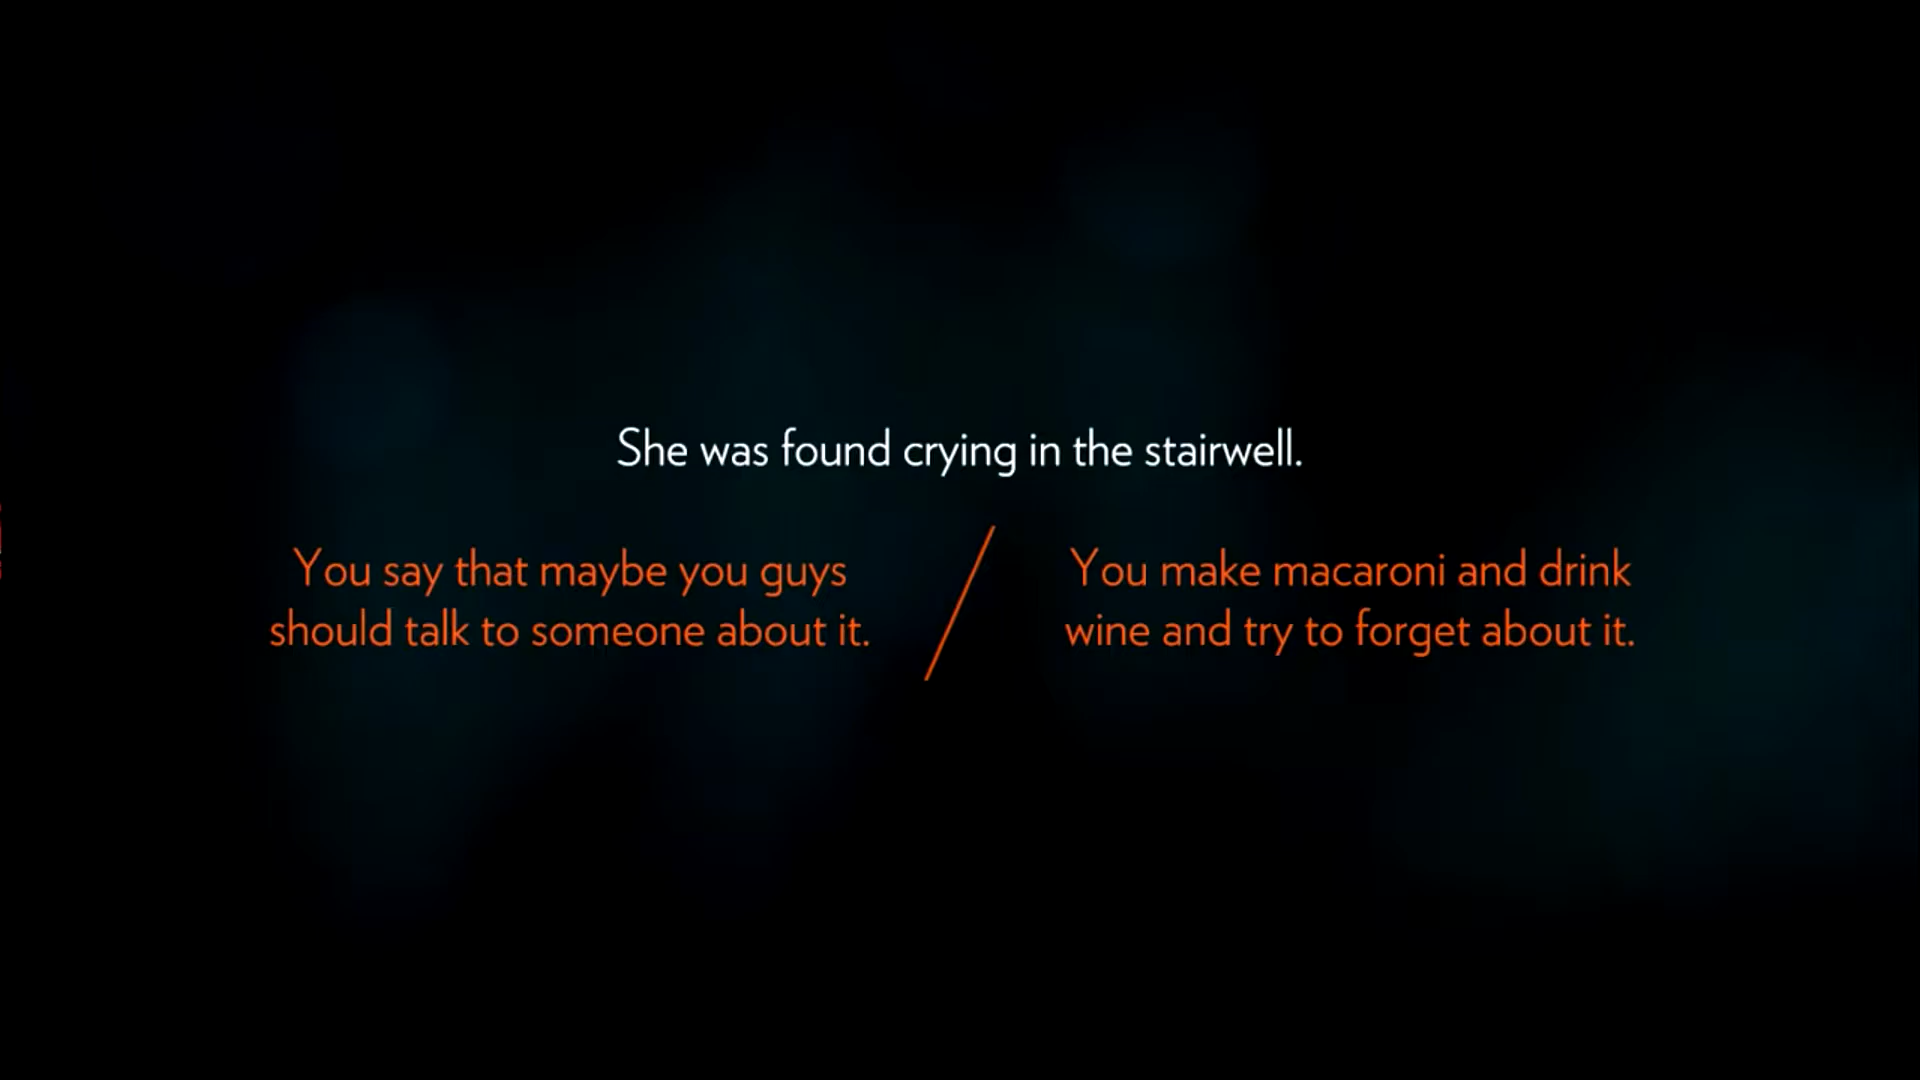 She was found crying in the stairwell.
You say that maybe you guys
should talk to someone about it.
You make macaroni and drink
wine and try to forget about it.